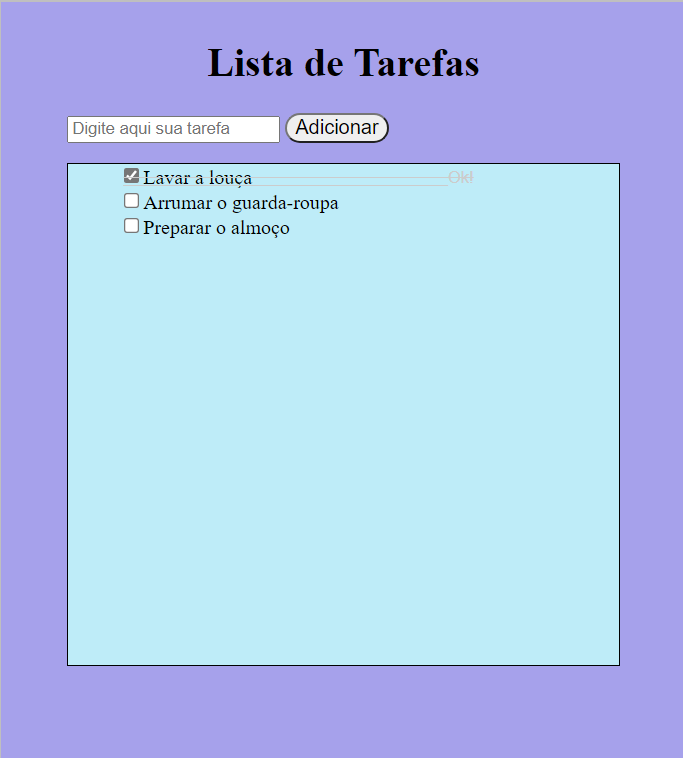 Lista de Tarefas
Digite aqui sua tarefa Adicionar
Lavar a louça Ok!
Arrumar o guarda-roupa
Preparar o almoço